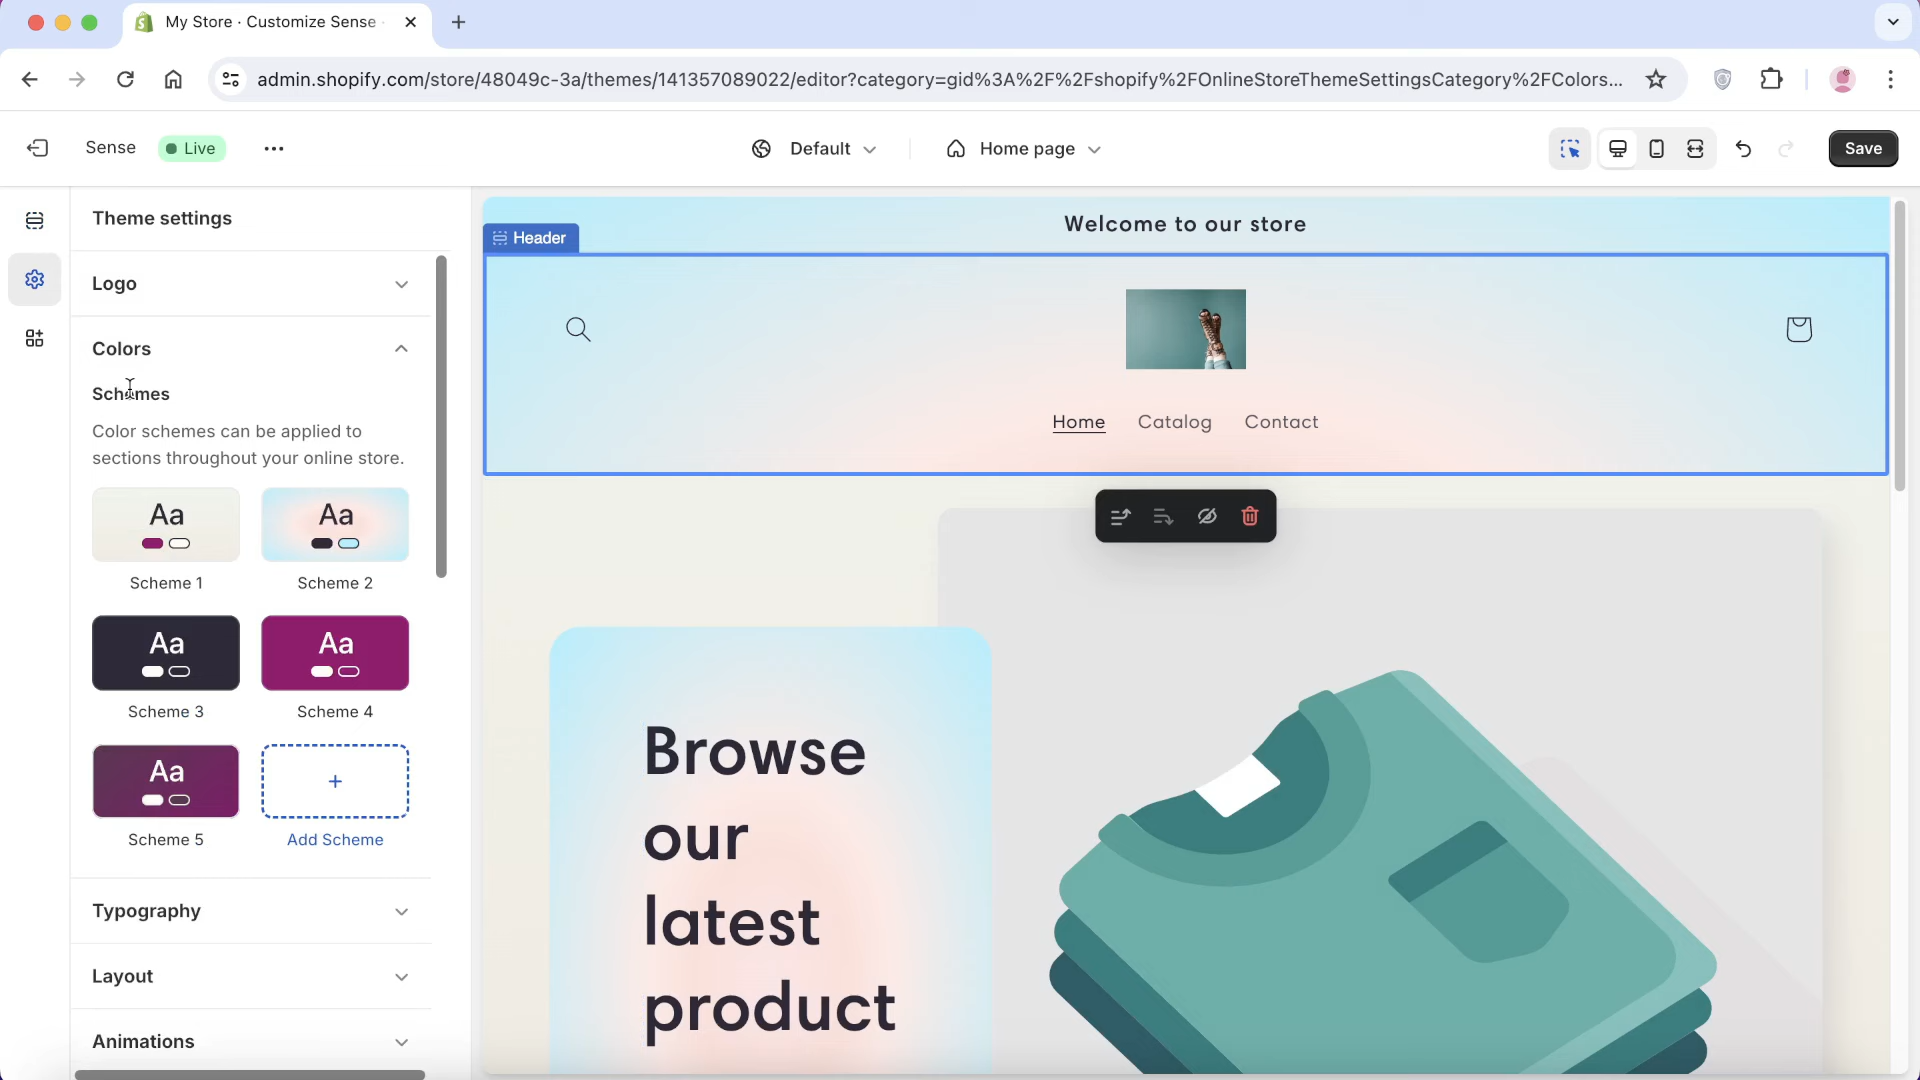 My Store · Customize Sense ·
admin.shopify.com/store/48049c-3a/themes/141357089022/editor?category=gid%3A%2F%2Fshopify%2FOnlineStoreThemeSettingsCategory%2FColors...
Sense
Live
Default
Home page
Save
Theme settings
Logo
Colors
Schemes
Color schemes can be applied to
sections throughout your online store.
Aa
Aa
Scheme 1
Scheme 2
Aa
Aa
Scheme 3
Scheme 4
Aa
Scheme 5
Add Scheme
Typography
Layout
Animations
Welcome to our store
Header
Home
Catalog
Contact
Browse
our
latest
product